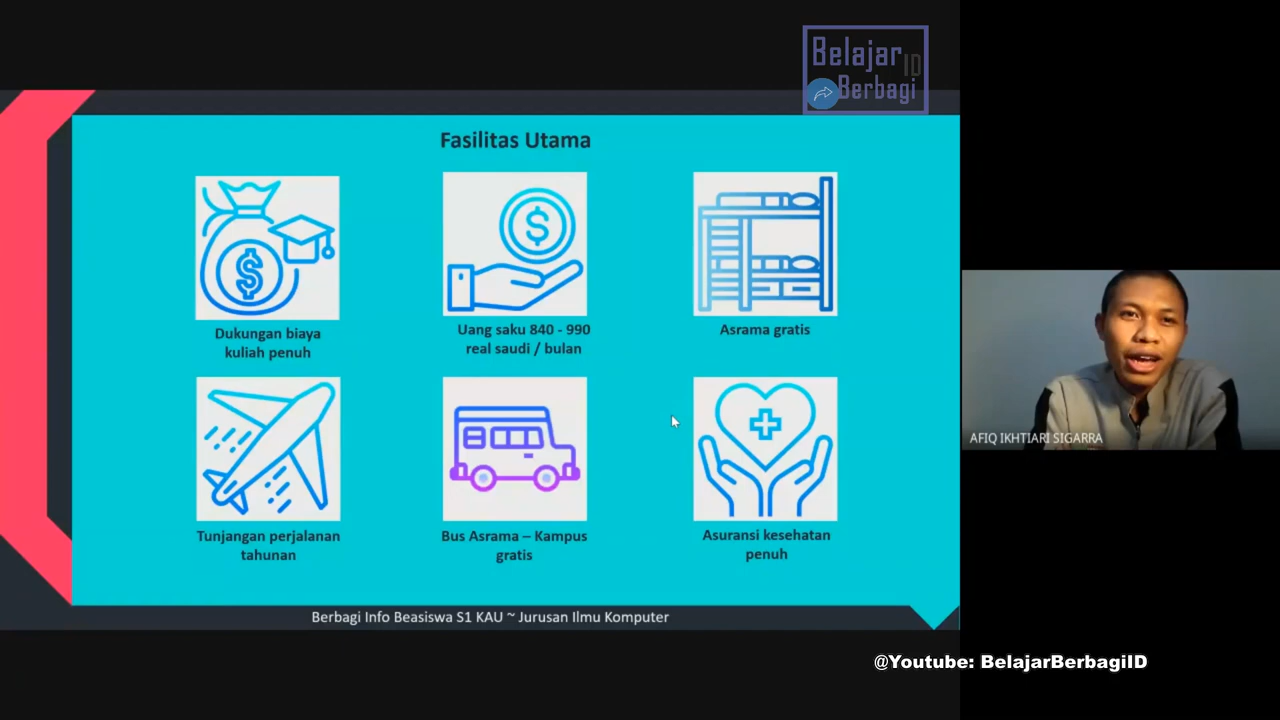 Belajar
ID
Berbagi
Fasilitas Utama
Dukungan biaya
kuliah penuh
Uang saku 840 - 990
real saudi / bulan
Asrama gratis
Tunjangan perjalanan
tahunan
Bus Asrama – Kampus
gratis
Asuransi kesehatan
penuh
AFIQ IKHTIARI SIGARRA
Berbagi Info Beasiswa S1 KAU ~ Jurusan Ilmu Komputer
@Youtube: BelajarBerbagiID